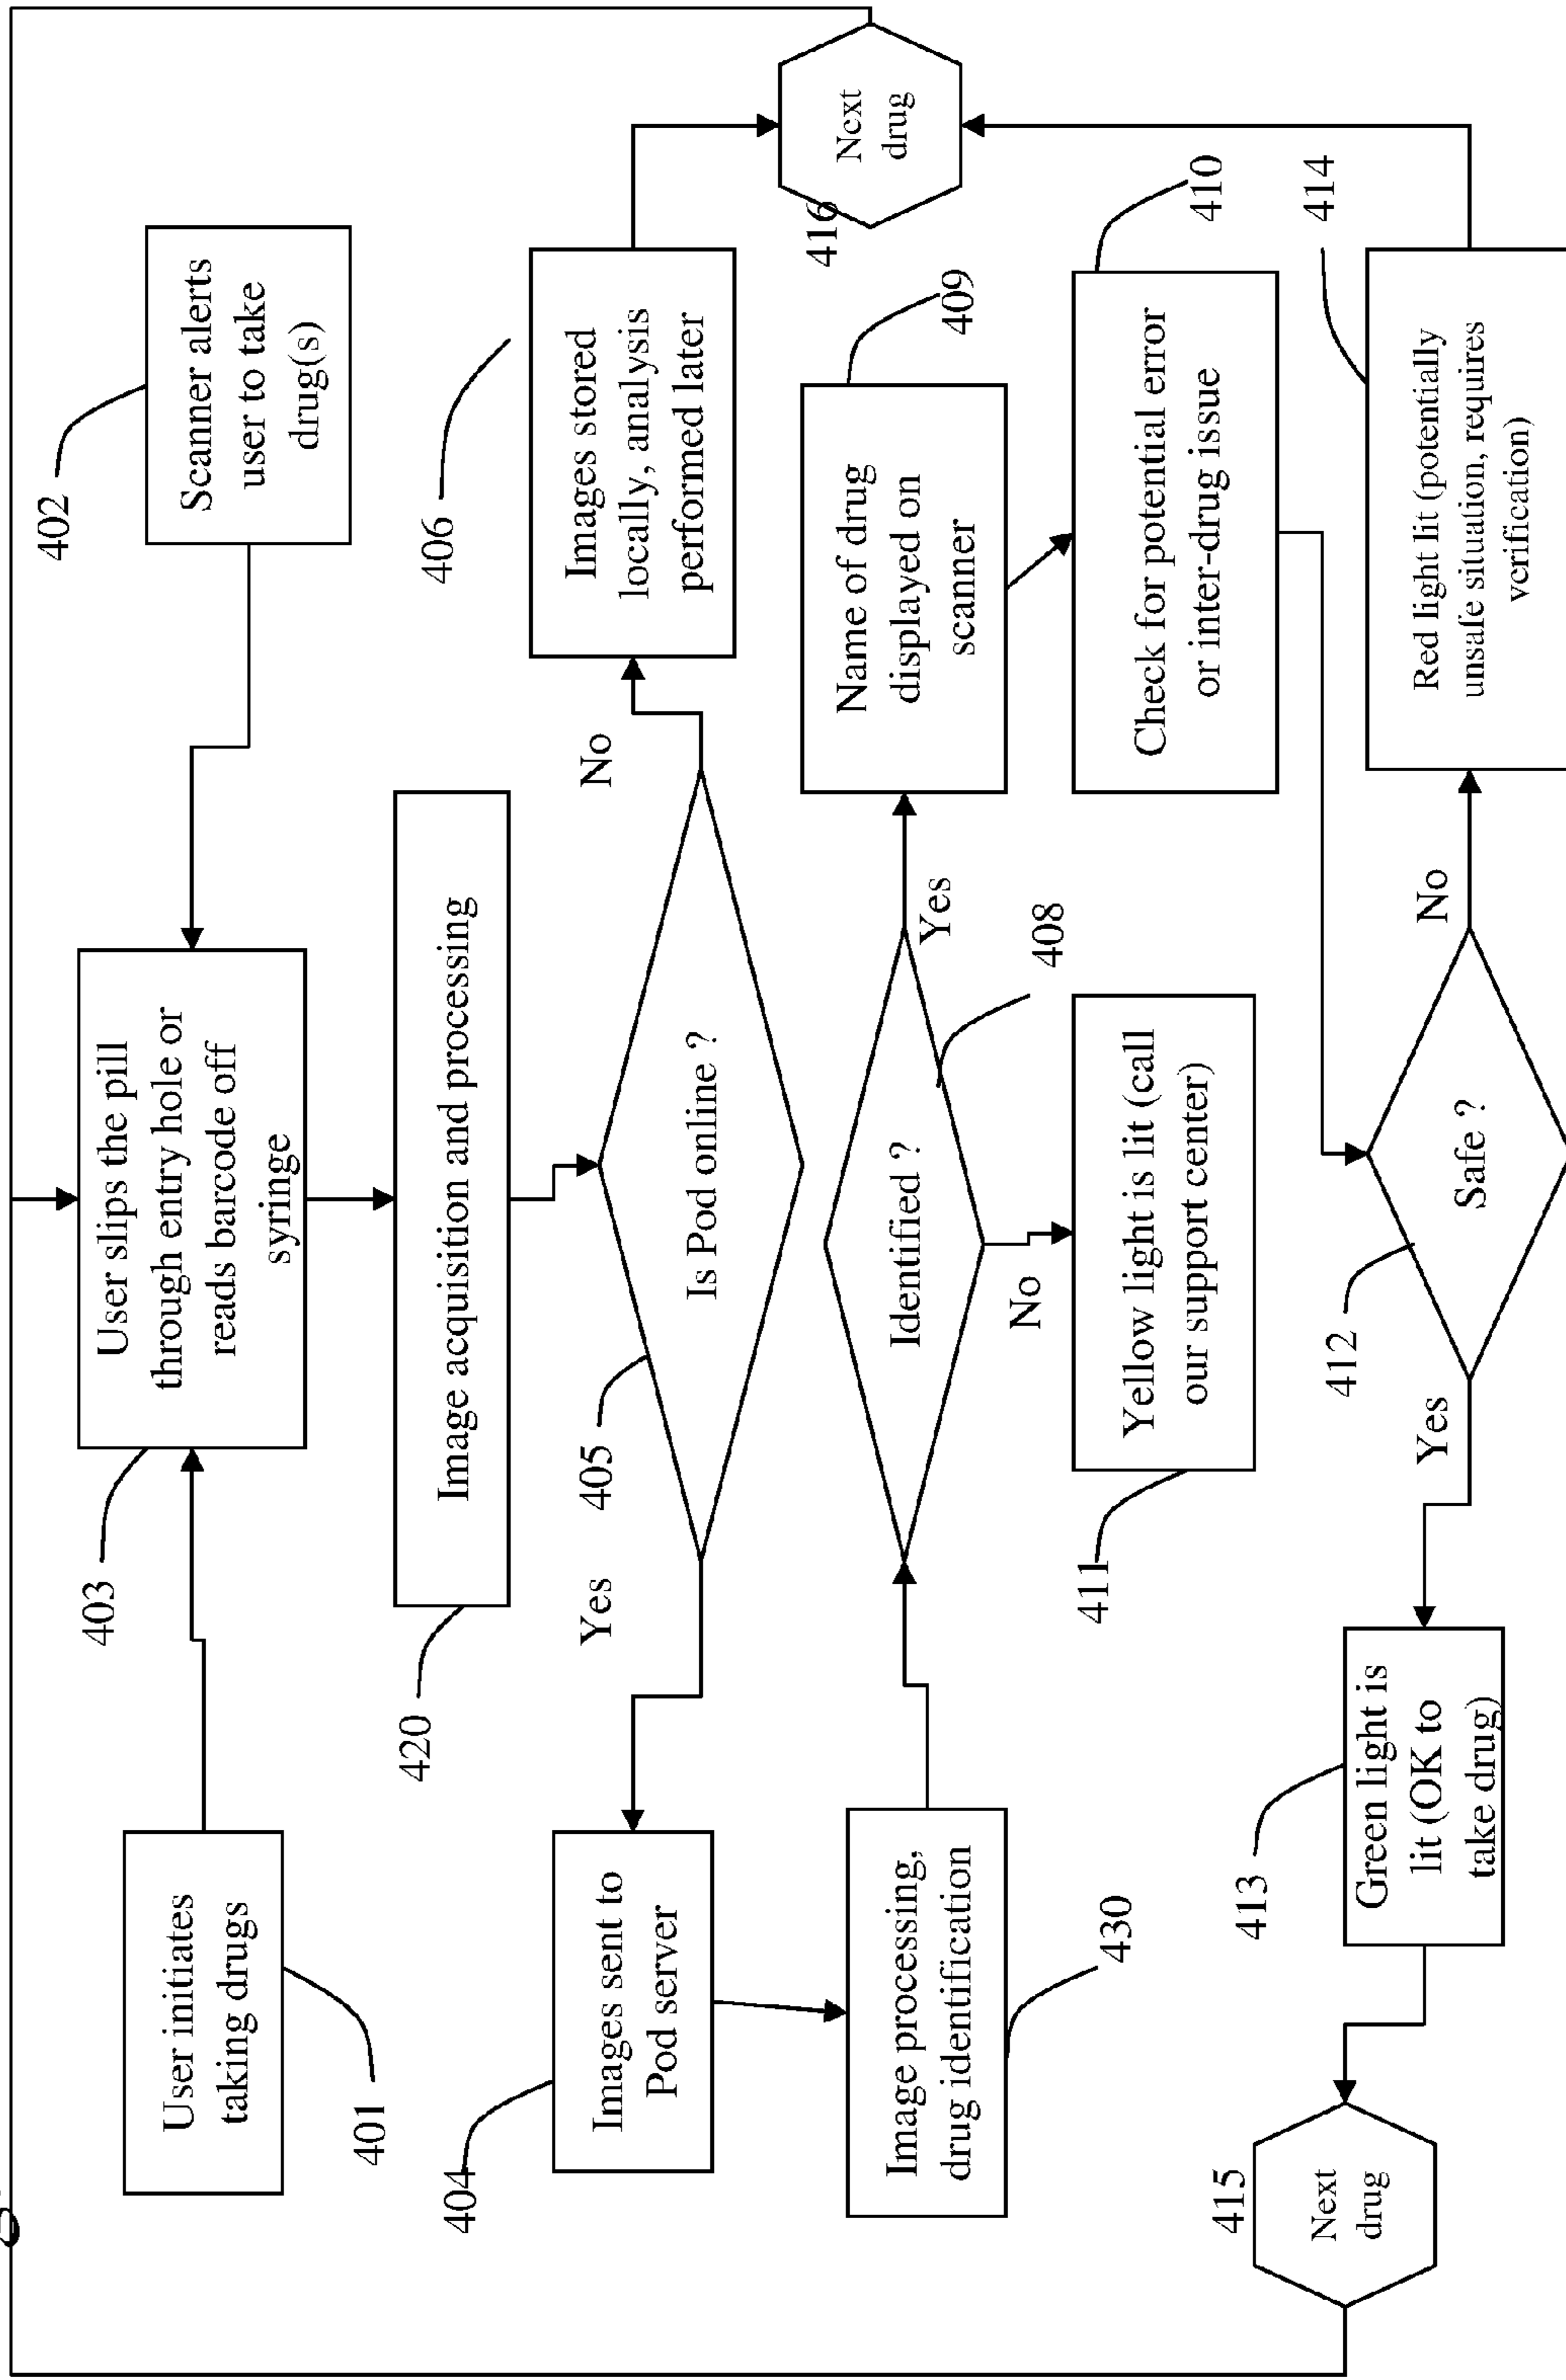 402
Scanner alerts
user to take
drug(s)
User slips the pill
through entry hole or
reads barcode off
syringe
403
User initiates
taking drugs
401
Image acquisition and processing
420
Is Pod online ?
405
Yes
No
406
Images stored
locally, analysis
performed later
Next
drug
416
Images sent to
Pod server
404
Image processing,
drug identification
430
Identified ?
408
Yes
No
Name of drug
displayed on
scanner
409
Check for potential error
or inter-drug issue
410
Yellow light is lit (call
our support center)
411
Safe ?
412
Yes
No
Red light lit (potentially
unsafe situation, requires
verification)
414
Green light is
lit (OK to
take drug)
413
Next
drug
415